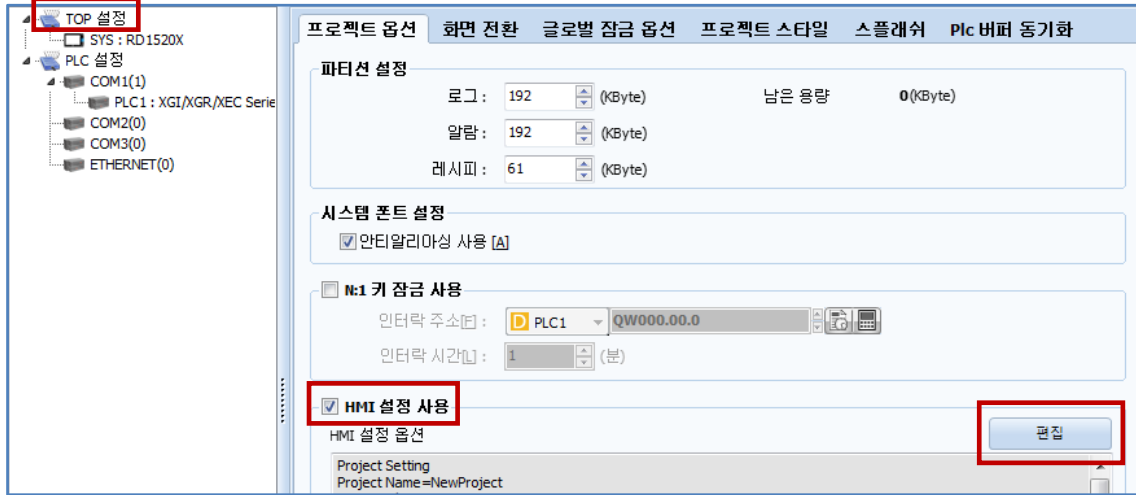 TOP 설정
SYS : RD1520X
PLC 설정
COM1(1)
PLC1 : XGI/XGR/XEC Serie
COM2(0)
COM3(0)
ETHERNET(0)
프로젝트 옵션 화면 전환 글로벌 잠금 옵션 프로젝트 스타일 스플래쉬 Plc 버퍼 동기화
파티션 설정
로그 : 192 (KByte) 남은 용량 0(KByte)
알람 : 192 (KByte)
레시피 : 61 (KByte)
시스템 폰트 설정
안티알리아싱 사용 [A]
N:1 키 잠금 사용
인터락 주소[F] : D PLC1 QW000.00.0
인터락 시간[L] : 1 (분)
HMI 설정 사용
HMI 설정 옵션 편집
Project Setting
Project Name=NewProject